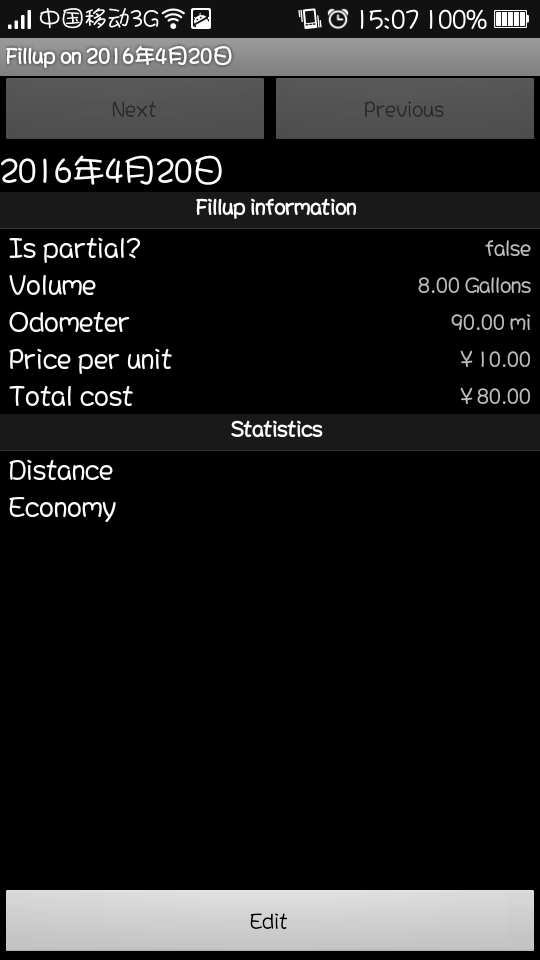 中国移动3G 15:07 100%
Fillup on 2016年4月20日
Next Previous
2016年4月20日
Fillup information
Is partial? false
Volume 8.00 Gallons
Odometer 90.00 mi
Price per unit ¥10.00
Total cost ¥80.00
Statistics
Distance
Economy
Edit